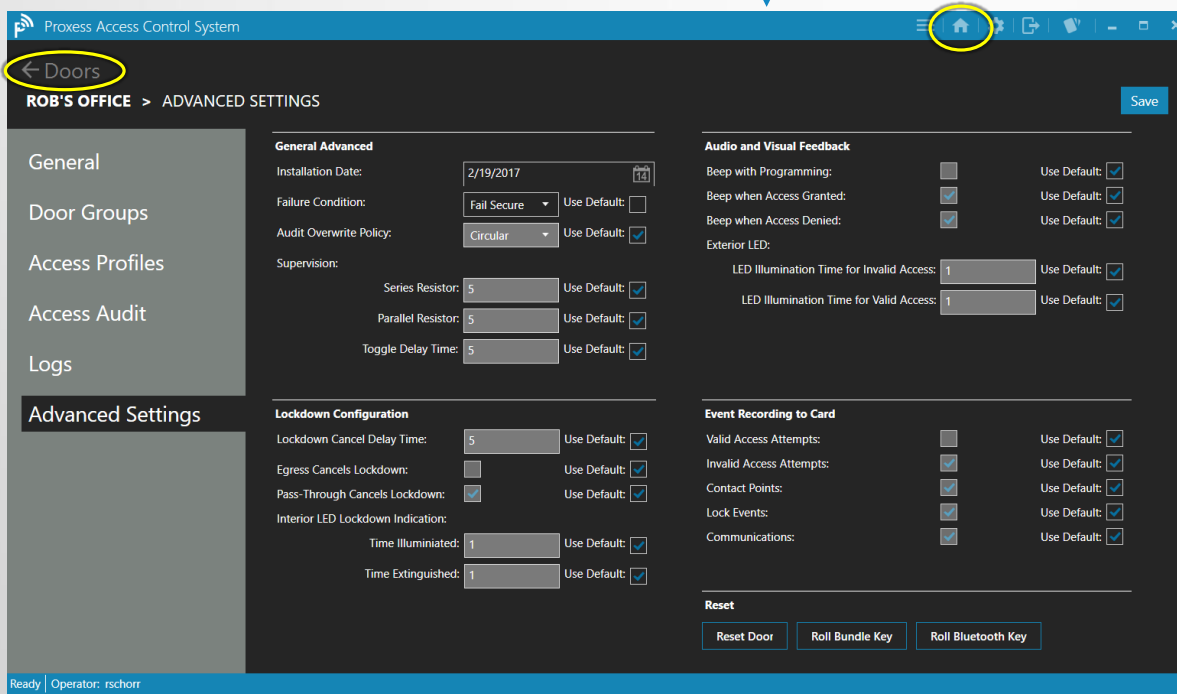 Proxess Access Control System
Doors
ROB'S OFFICE > ADVANCED SETTINGS
Save
General
Door Groups
Access Profiles
Access Audit
Logs
Advanced Settings
General Advanced
Installation Date: 2/19/2017 14
Failure Condition: Fail Secure Use Default:
Audit Overwrite Policy: Circular Use Default:
Supervision:
Series Resistor: 5 Use Default:
Parallel Resistor: 5 Use Default:
Toggle Delay Time: 5 Use Default:
Audio and Visual Feedback
Beep with Programming: Use Default:
Beep when Access Granted: Use Default:
Beep when Access Denied: Use Default:
Exterior LED:
LED Illumination Time for Invalid Access: 1 Use Default:
LED Illumination Time for Valid Access: 1 Use Default:
Lockdown Configuration
Lockdown Cancel Delay Time: 5 Use Default:
Egress Cancels Lockdown: Use Default:
Pass-Through Cancels Lockdown: Use Default:
Interior LED Lockdown Indication:
Time Illuminiated: 1 Use Default:
Time Extinguished: 1 Use Default:
Event Recording to Card
Valid Access Attempts: Use Default:
Invalid Access Attempts: Use Default:
Contact Points: Use Default:
Lock Events: Use Default:
Communications: Use Default:
Reset
Reset Door Roll Bundle Key Roll Bluetooth Key
Ready Operator: rschorr